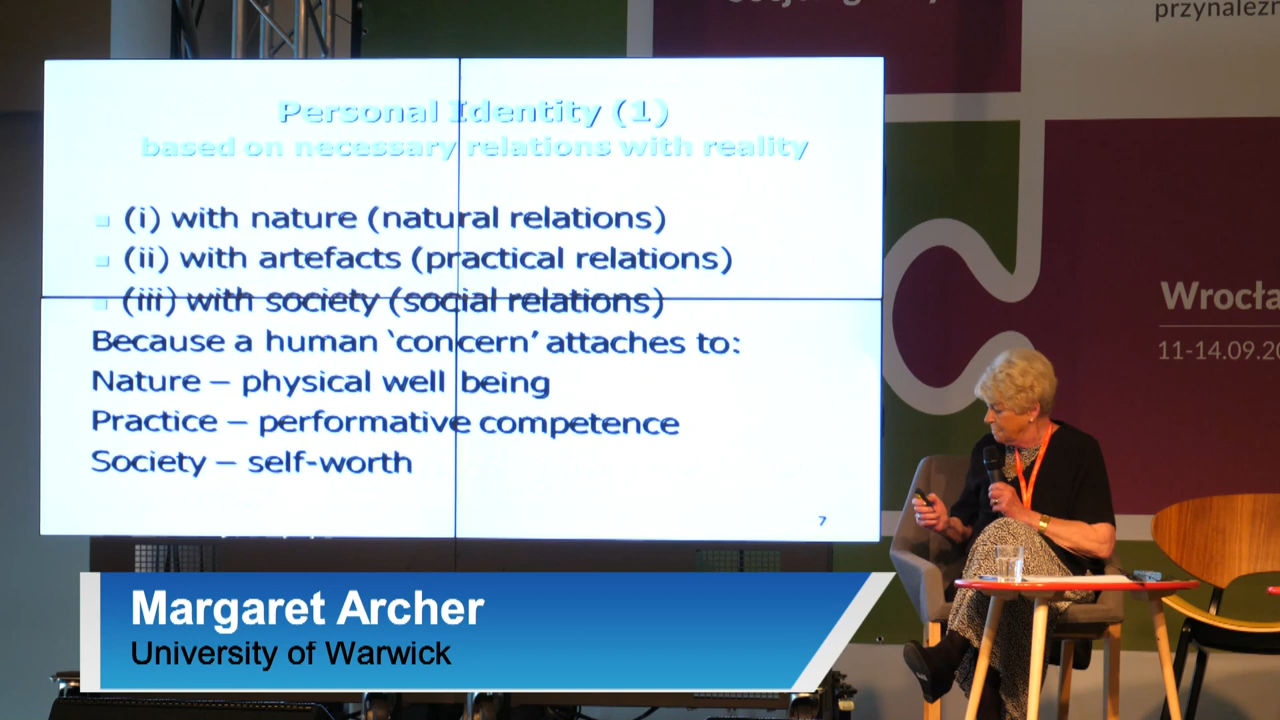 przynależn
Personal Identity (1)
based on necessary relations with reality
(i) with nature (natural relations)
(ii) with artefacts (practical relations)
(iii) with society (social relations)
Because a human ‘concern’ attaches to:
Nature – physical well being
Practice – performative competence
Society – self-worth
7
Wrocła
11-14.09.20
Margaret Archer
University of Warwick